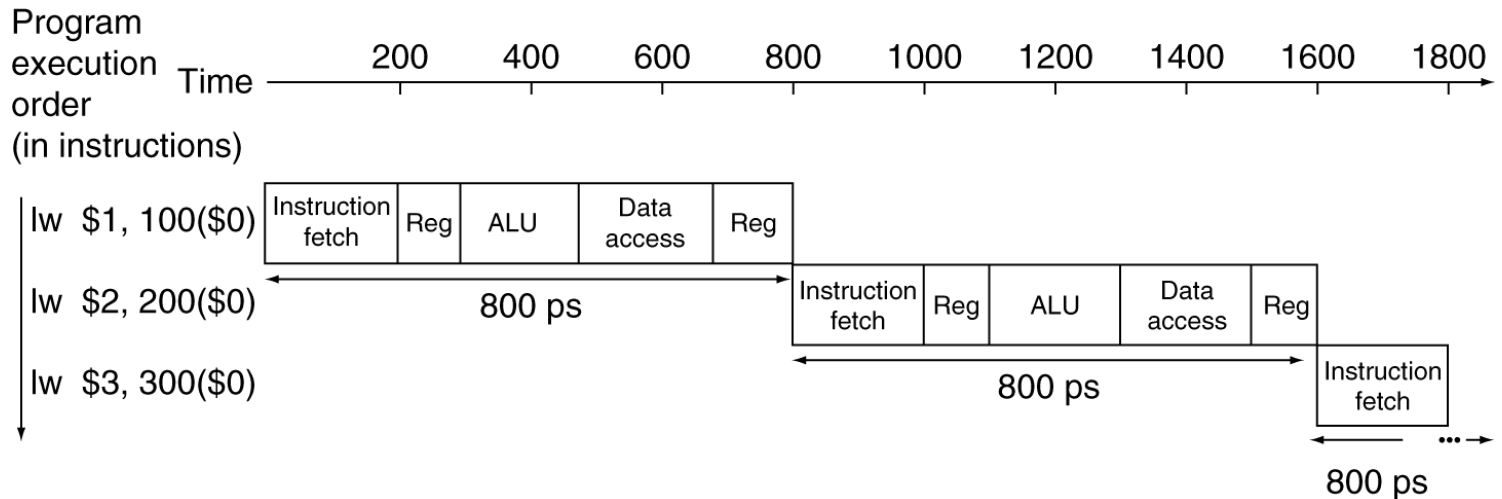 Program
execution
order
(in instructions)
Time
200 400 600 800 1000 1200 1400 1600 1800
lw $1, 100($0)
Instruction
fetch
Reg
ALU
Data
access
Reg
800 ps
lw $2, 200($0)
Instruction
fetch
Reg
ALU
Data
access
Reg
800 ps
lw $3, 300($0)
Instruction
fetch
...
800 ps